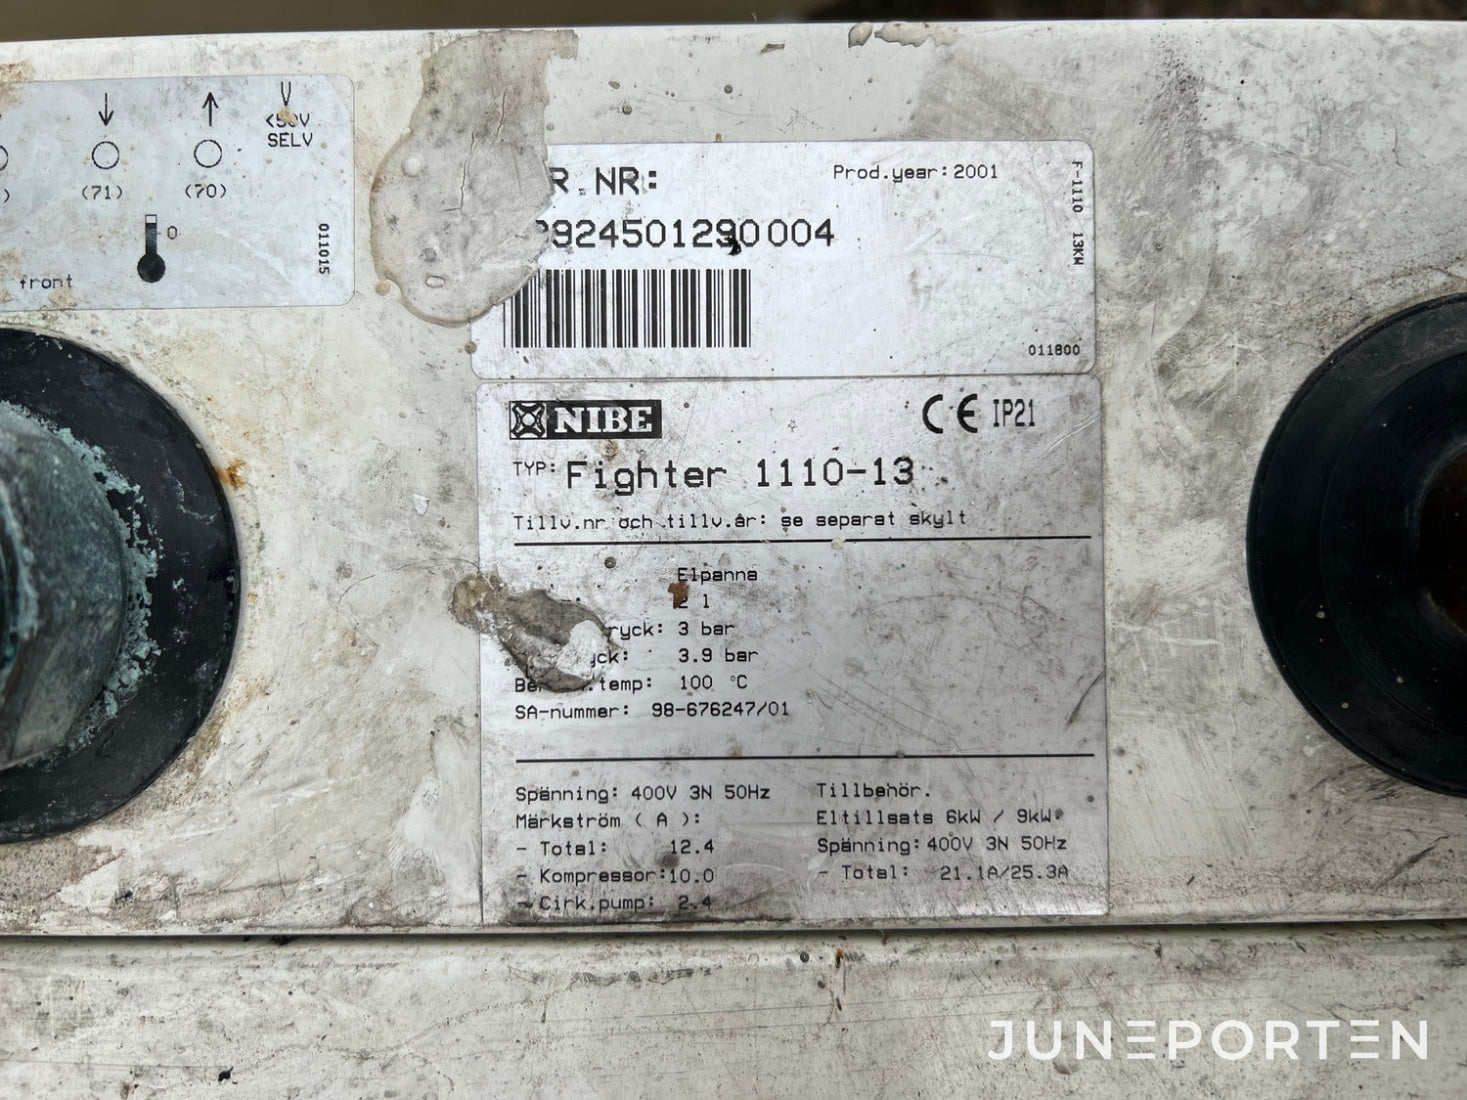 V
<50V
SELV
(71)
(70)
0
front
011015
NR:
Prod.year: 2001
924501290004
F-1110 13KW
011800
NIBE
CE IP21
TYP: Fighter 1110-13
Tillv.nr och tillv.år: se separat skylt
Elpanna
2 l
3 bar
3.9 bar
100 °C
SA-nummer: 98-676247/01
Spänning: 400V 3N 50Hz
Märkström ( A ):
- Total: 12.4
- Kompressor:10.0
- Cirk.pump: 2.4
Tillbehör.
Eltillsats 6kW / 9kW
Spänning: 400V 3N 50Hz
- Total: 21.1A/25.3A
JUNEPORTEN